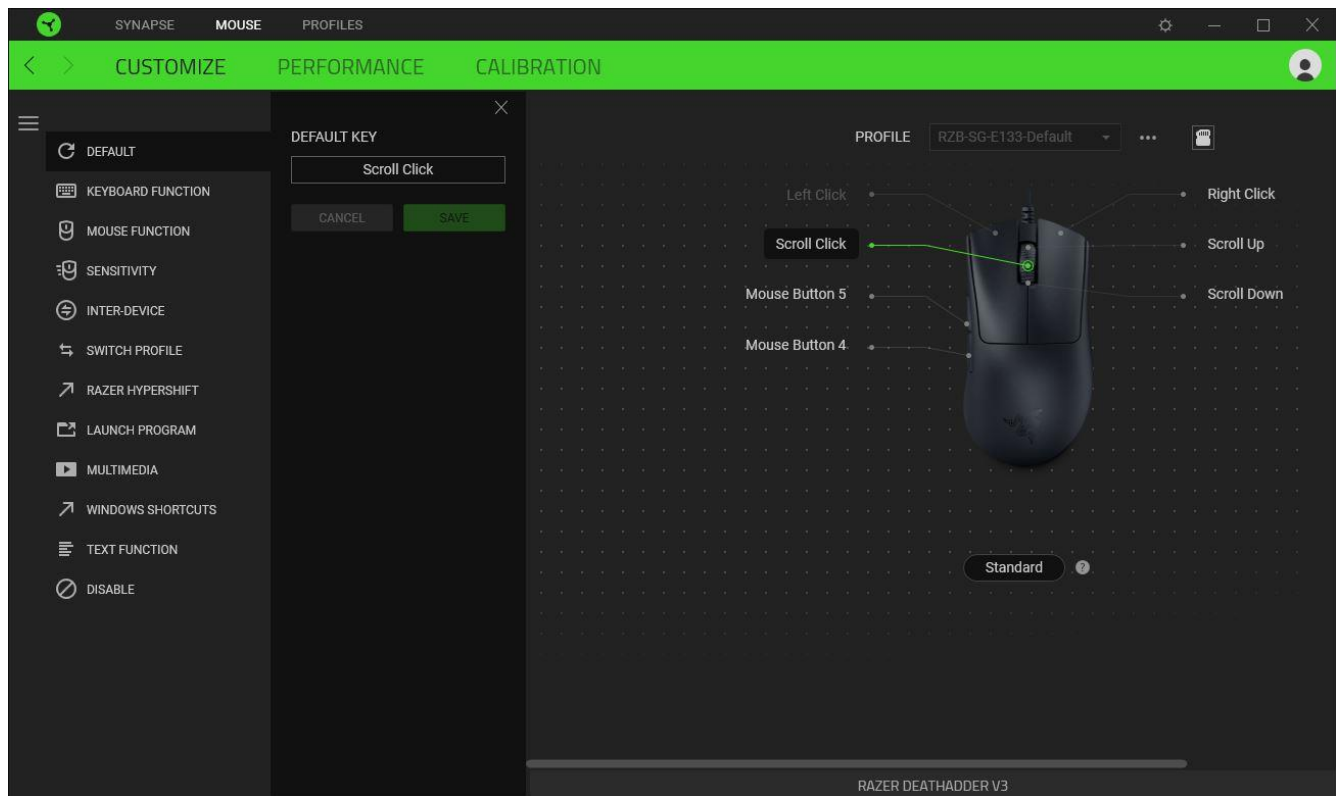 SYNAPSE MOUSE PROFILES
CUSTOMIZE PERFORMANCE CALIBRATION
DEFAULT
KEYBOARD FUNCTION
MOUSE FUNCTION
SENSITIVITY
INTER-DEVICE
SWITCH PROFILE
RAZER HYPERSHIFT
LAUNCH PROGRAM
MULTIMEDIA
WINDOWS SHORTCUTS
TEXT FUNCTION
DISABLE
DEFAULT KEY
Scroll Click
CANCEL SAVE
PROFILE RZB-SG-E133-Default
Left Click Right Click
Scroll Click Scroll Up
Mouse Button 5 Scroll Down
Mouse Button 4
Standard ?
RAZER DEATHADDER V3